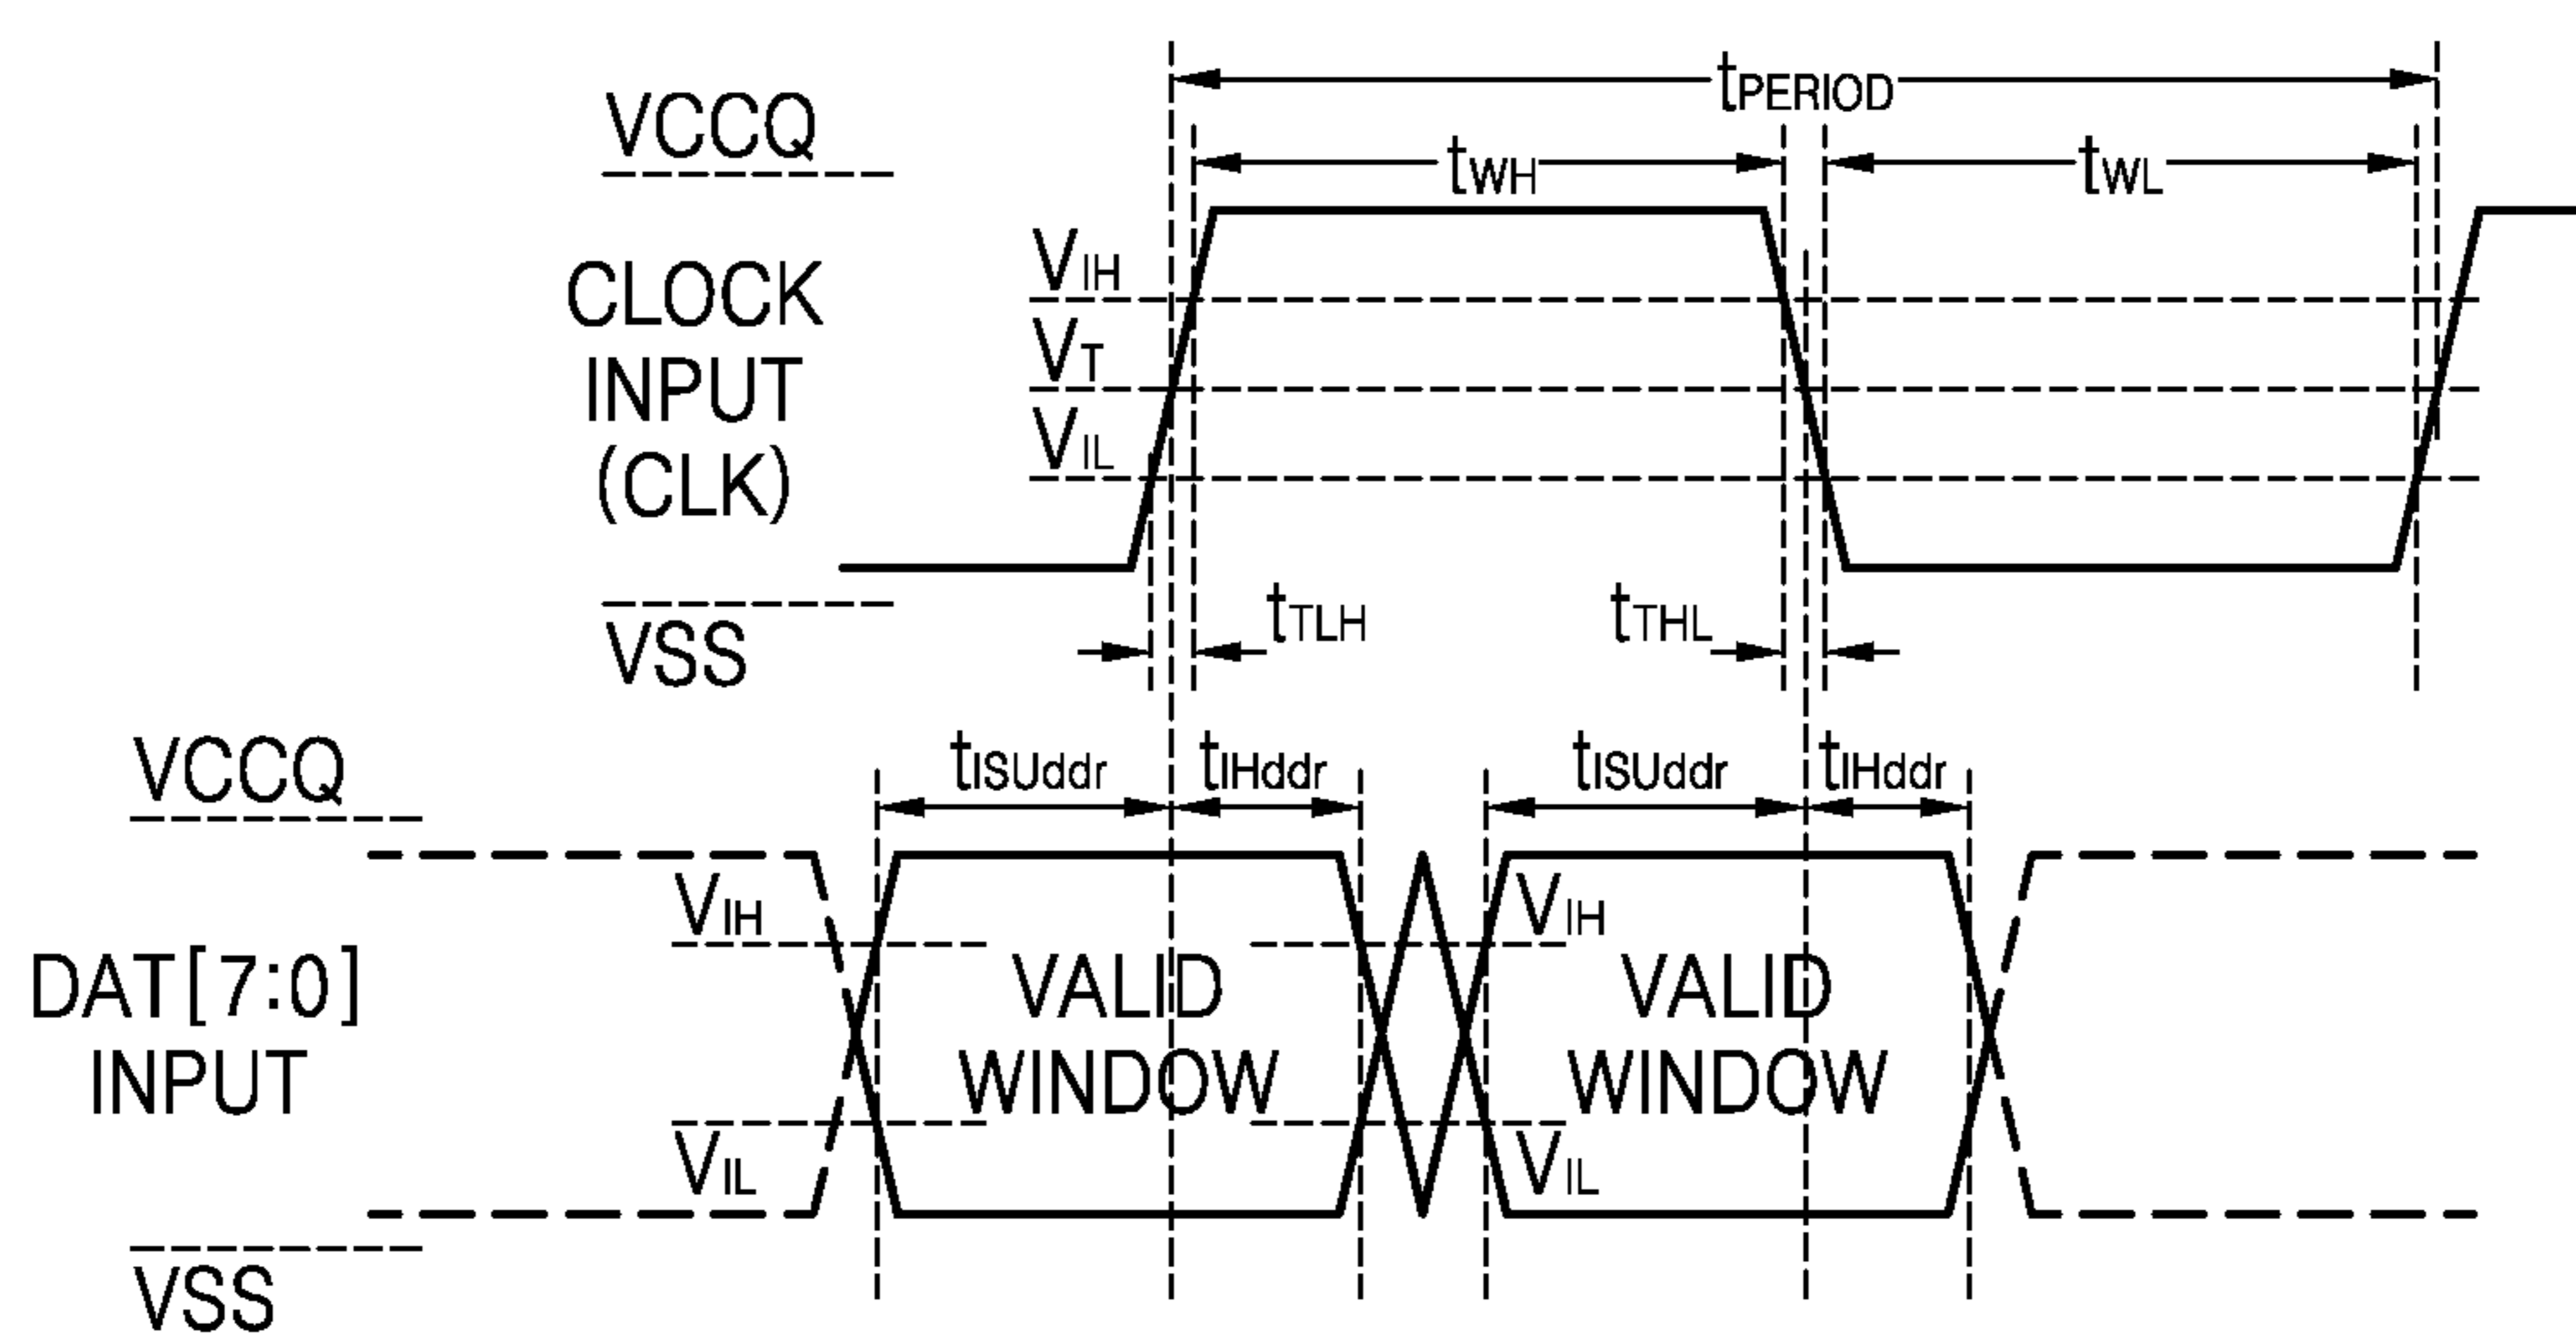 tPERIOD
VCCQ
tWH
tWL
CLOCK
INPUT
(CLK)
VIH
VT
VIL
VSS
tTLH
tTHL
VCCQ
tISUddr
tIHddr
tISUddr
tIHddr
VIH
VIH
DAT[7:0]
INPUT
VALID
WINDOW
VALID
WINDOW
VIL
VIL
VSS